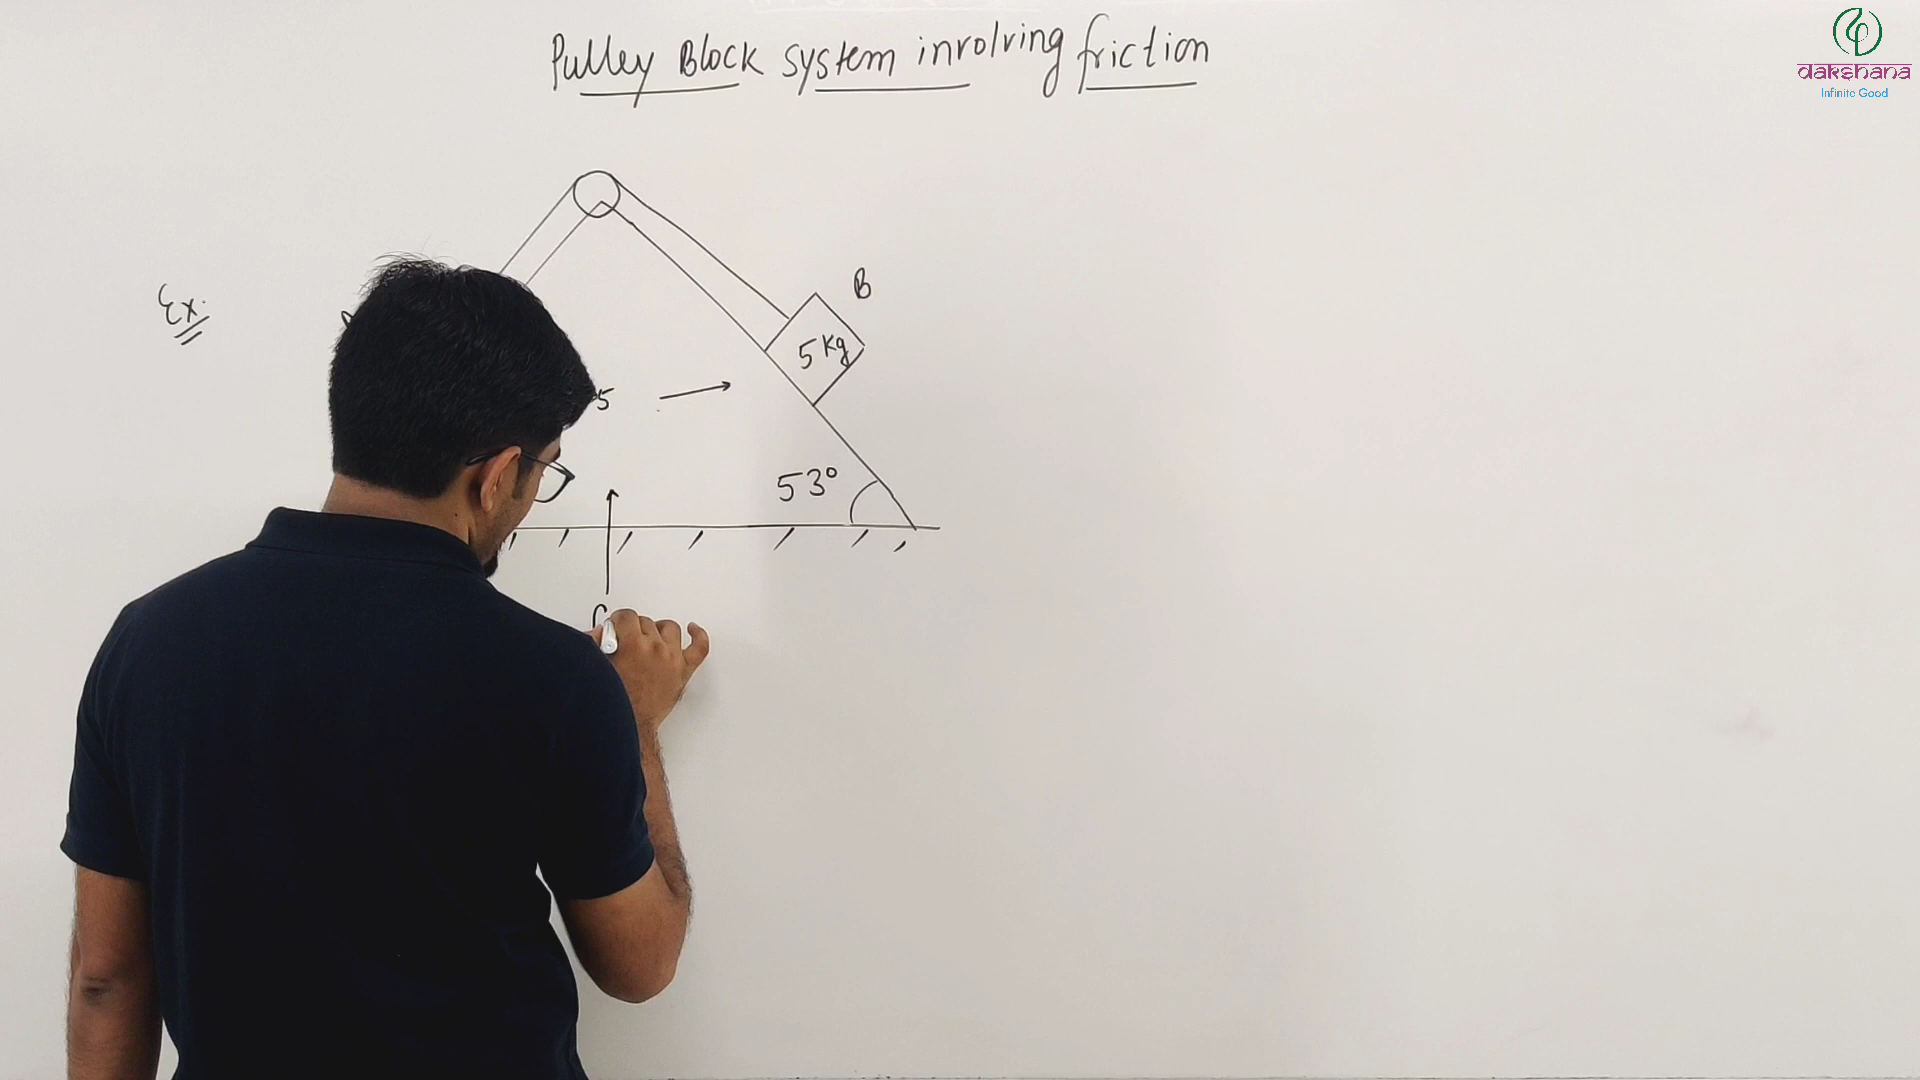 Pulley Block system involving friction
dakshana
Infinite Good
Ex.
B
5 Kg
5
53°